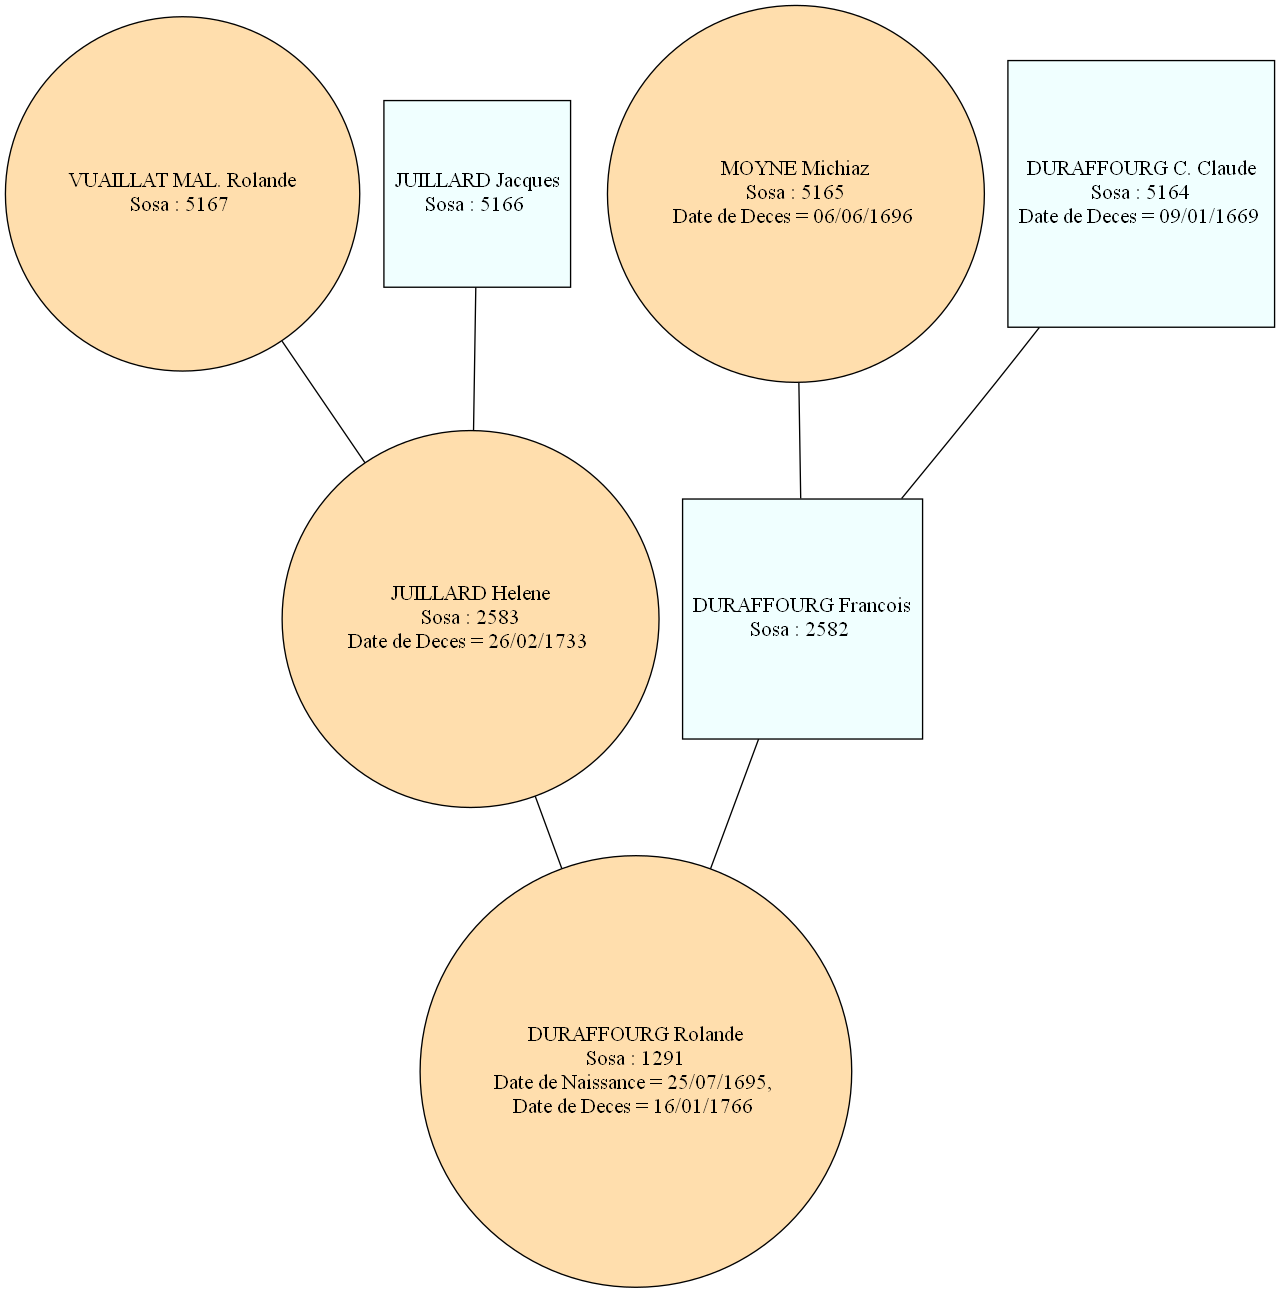 VUAILLAT MAL. Rolande
Sosa : 5167
JUILLARD Jacques
Sosa : 5166
MOYNE Michiaz
Sosa : 5165
Date de Deces = 06/06/1696
DURAFFOURG C. Claude
Sosa : 5164
Date de Deces = 09/01/1669
JUILLARD Helene
Sosa : 2583
Date de Deces = 26/02/1733
DURAFFOURG Francois
Sosa : 2582
DURAFFOURG Rolande
Sosa : 1291
Date de Naissance = 25/07/1695,
Date de Deces = 16/01/1766